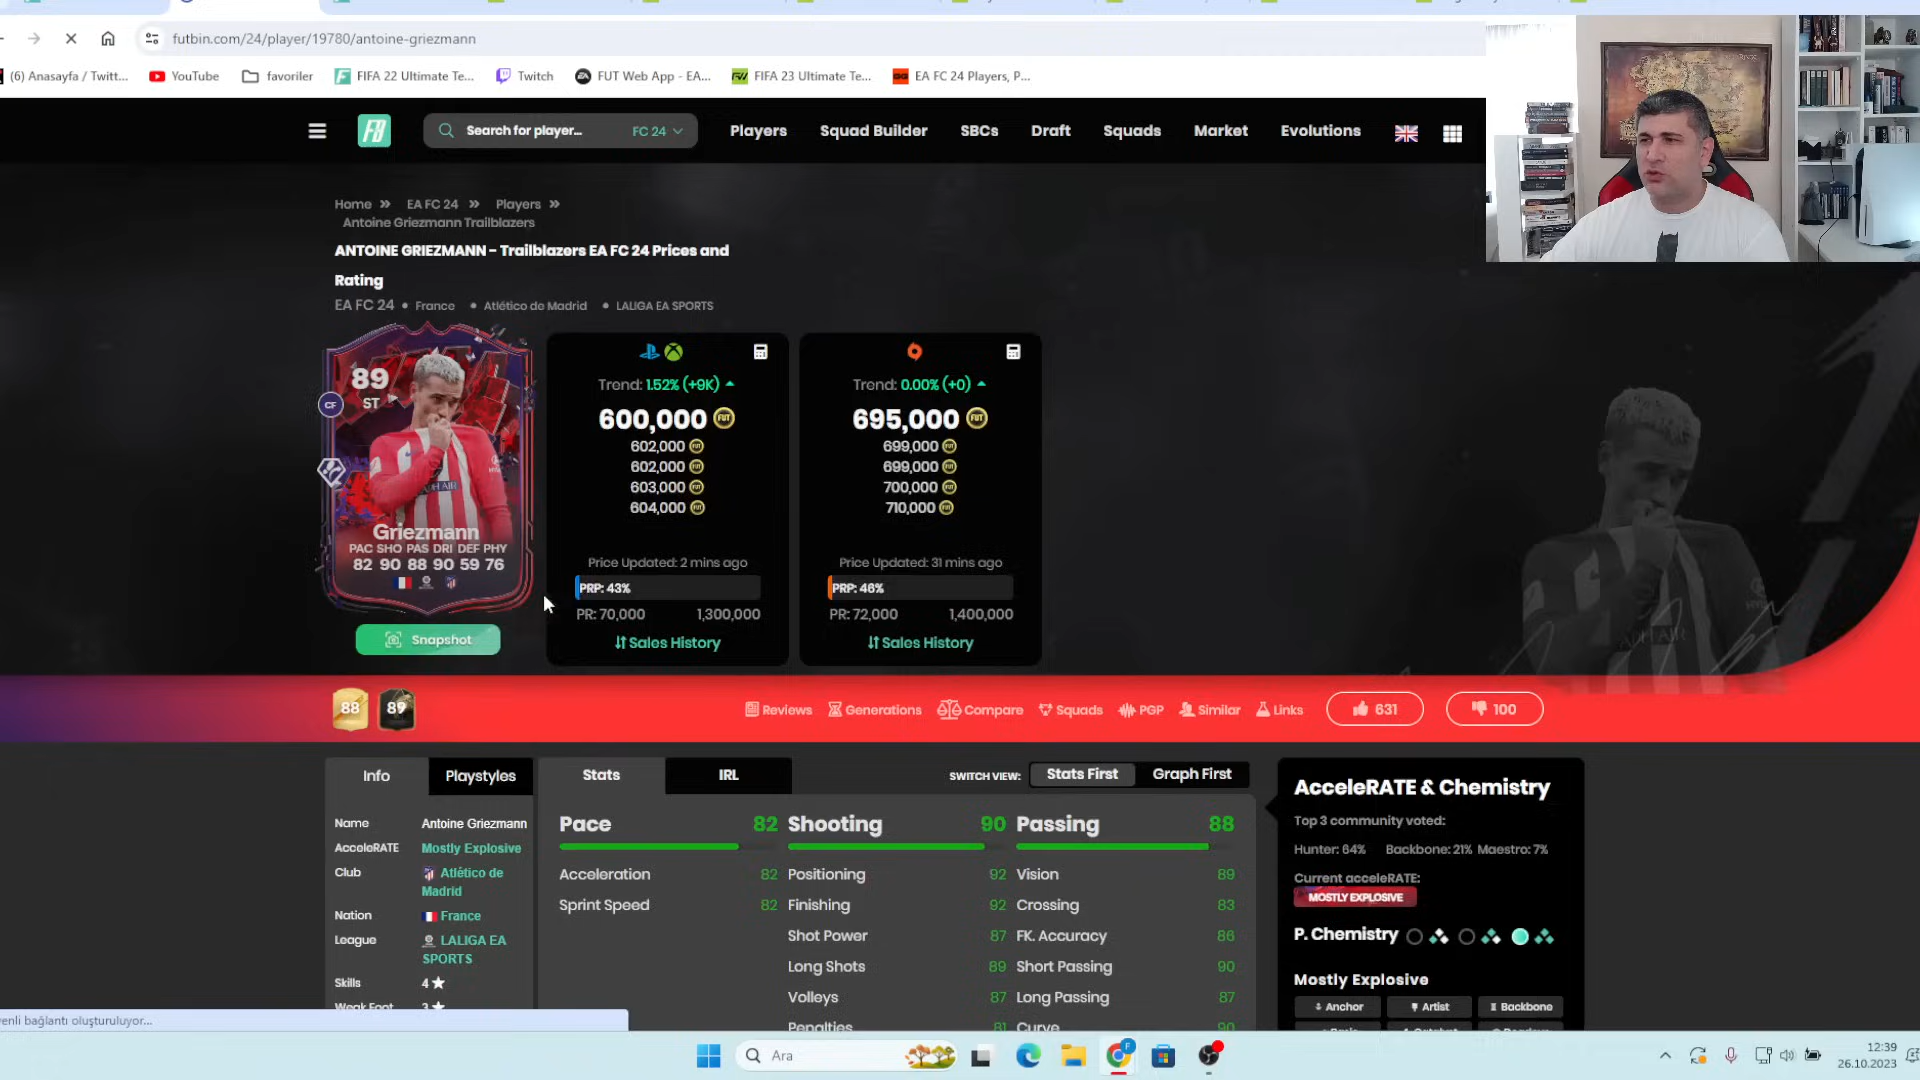 futbin.com/24/player/19780/antoine-griezmann
(6) Anasayfa / Twitt...
YouTube
favoriler
FIFA 22 Ultimate Te...
Twitch
FUT Web App - EA...
FIFA 23 Ultimate Te...
EA FC 24 Players, P...
Search for player...
FC 24
Players
Squad Builder
SBCs
Draft
Squads
Market
Evolutions
Home
EA FC 24
Players
Antoine Griezmann Trailblazers
ANTOINE GRIEZMANN - Trailblazers EA FC 24 Prices and
Rating
EA FC 24 • France • Atlético de Madrid • LALIGA EA SPORTS
89
ST
CF
Griezmann
PAC SHO PAS DRI DEF PHY
82 90 88 90 59 76
Snapshot
Trend: 1.52% (+9K)
600,000
602,000
602,000
603,000
604,000
Price Updated: 2 mins ago
PRP: 43%
PR: 70,000 1,300,000
Sales History
Trend: 0.00% (+0)
695,000
699,000
699,000
700,000
710,000
Price Updated: 31 mins ago
PRP: 46%
PR: 72,000 1,400,000
Sales History
88
89
Reviews
Generations
Compare
Squads
PGP
Similar
Links
631
100
Info
Playstyles
Stats
IRL
SWITCH VIEW:
Stats First
Graph First
Name Antoine Griezmann
AcceleRATE Mostly Explosive
Club Atlético de
Madrid
Nation France
League LALIGA EA
SPORTS
Skills 4
Weak Foot 3
Pace 82
Acceleration 82
Sprint Speed 82
Shooting 90
Positioning 92
Finishing 92
Shot Power 87
Long Shots 89
Volleys 87
Penalties 81
Passing 88
Vision 89
Crossing 83
FK. Accuracy 86
Short Passing 90
Long Passing 87
Curve 90
AcceleRATE & Chemistry
Top 3 community voted:
Hunter: 64% Backbone: 21% Maestro: 7%
Current acceleRATE:
MOSTLY EXPLOSIVE
P. Chemistry
Mostly Explosive
Anchor
Artist
Backbone
enli bağlantı oluşturuluyor...
Ara
12:39
26.10.2023